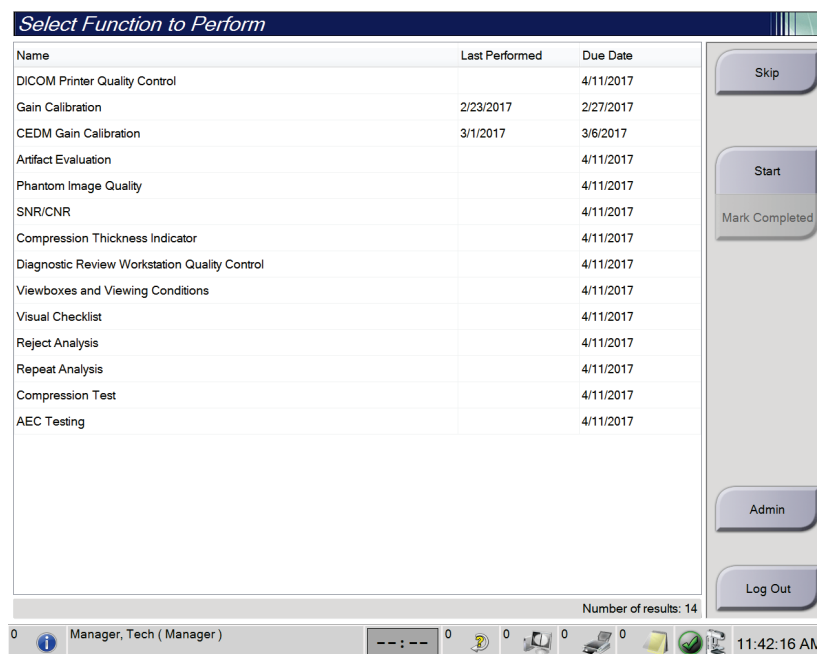 Select Function to Perform
Name Last Performed Due Date
DICOM Printer Quality Control 4/11/2017
Gain Calibration 2/23/2017 2/27/2017
CEDM Gain Calibration 3/1/2017 3/6/2017
Artifact Evaluation 4/11/2017
Phantom Image Quality 4/11/2017
SNR/CNR 4/11/2017
Compression Thickness Indicator 4/11/2017
Diagnostic Review Workstation Quality Control 4/11/2017
Viewboxes and Viewing Conditions 4/11/2017
Visual Checklist 4/11/2017
Reject Analysis 4/11/2017
Repeat Analysis 4/11/2017
Compression Test 4/11/2017
AEC Testing 4/11/2017
Number of results: 14
Skip
Start
Mark Completed
Admin
Log Out
0 Manager, Tech ( Manager ) --:-- 0 0 0 0 11:42:16 AM